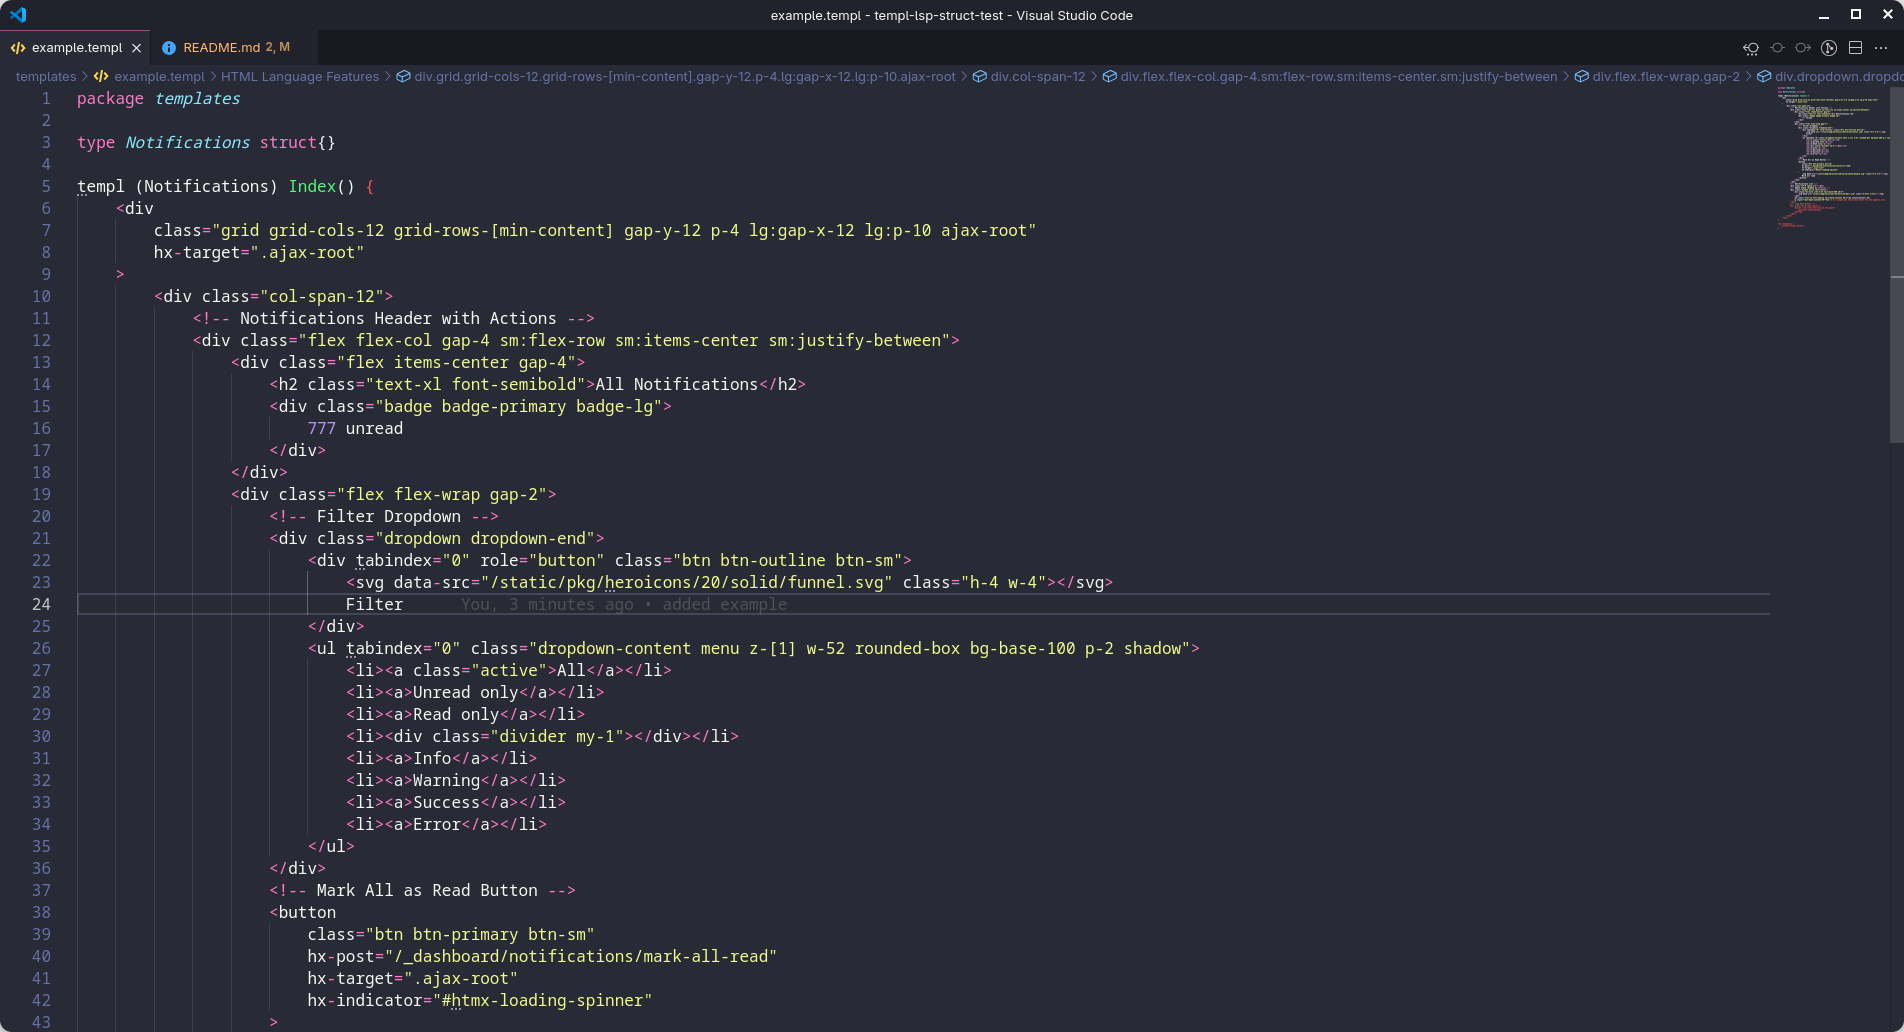 example.templ - templ-lsp-struct-test - Visual Studio Code
example.templ README.md 2, M
templates > example.templ > HTML Language Features > div.grid.grid-cols-12.grid-rows-[min-content].gap-y-12.p-4.lg:gap-x-12.lg:p-10.ajax-root > div.col-span-12 > div.flex.flex-col.gap-4.sm:flex-row.sm:items-center.sm:justify-between > div.flex.flex-wrap.gap-2 > div.dropdown.dropdo
1 package templates
2
3 type Notifications struct{}
4
5 templ (Notifications) Index() {
6 <div
7 class="grid grid-cols-12 grid-rows-[min-content] gap-y-12 p-4 lg:gap-x-12 lg:p-10 ajax-root"
8 hx-target=".ajax-root"
9 >
10 <div class="col-span-12">
11 <!-- Notifications Header with Actions -->
12 <div class="flex flex-col gap-4 sm:flex-row sm:items-center sm:justify-between">
13 <div class="flex items-center gap-4">
14 <h2 class="text-xl font-semibold">All Notifications</h2>
15 <div class="badge badge-primary badge-lg">
16 777 unread
17 </div>
18 </div>
19 <div class="flex flex-wrap gap-2">
20 <!-- Filter Dropdown -->
21 <div class="dropdown dropdown-end">
22 <div tabindex="0" role="button" class="btn btn-outline btn-sm">
23 <svg data-src="/static/pkg/heroicons/20/solid/funnel.svg" class="h-4 w-4"></svg>
24 Filter You, 3 minutes ago • added example
25 </div>
26 <ul tabindex="0" class="dropdown-content menu z-[1] w-52 rounded-box bg-base-100 p-2 shadow">
27 <li><a class="active">All</a></li>
28 <li><a>Unread only</a></li>
29 <li><a>Read only</a></li>
30 <li><div class="divider my-1"></div></li>
31 <li><a>Info</a></li>
32 <li><a>Warning</a></li>
33 <li><a>Success</a></li>
34 <li><a>Error</a></li>
35 </ul>
36 </div>
37 <!-- Mark All as Read Button -->
38 <button
39 class="btn btn-primary btn-sm"
40 hx-post="/_dashboard/notifications/mark-all-read"
41 hx-target=".ajax-root"
42 hx-indicator="#htmx-loading-spinner"
43 >